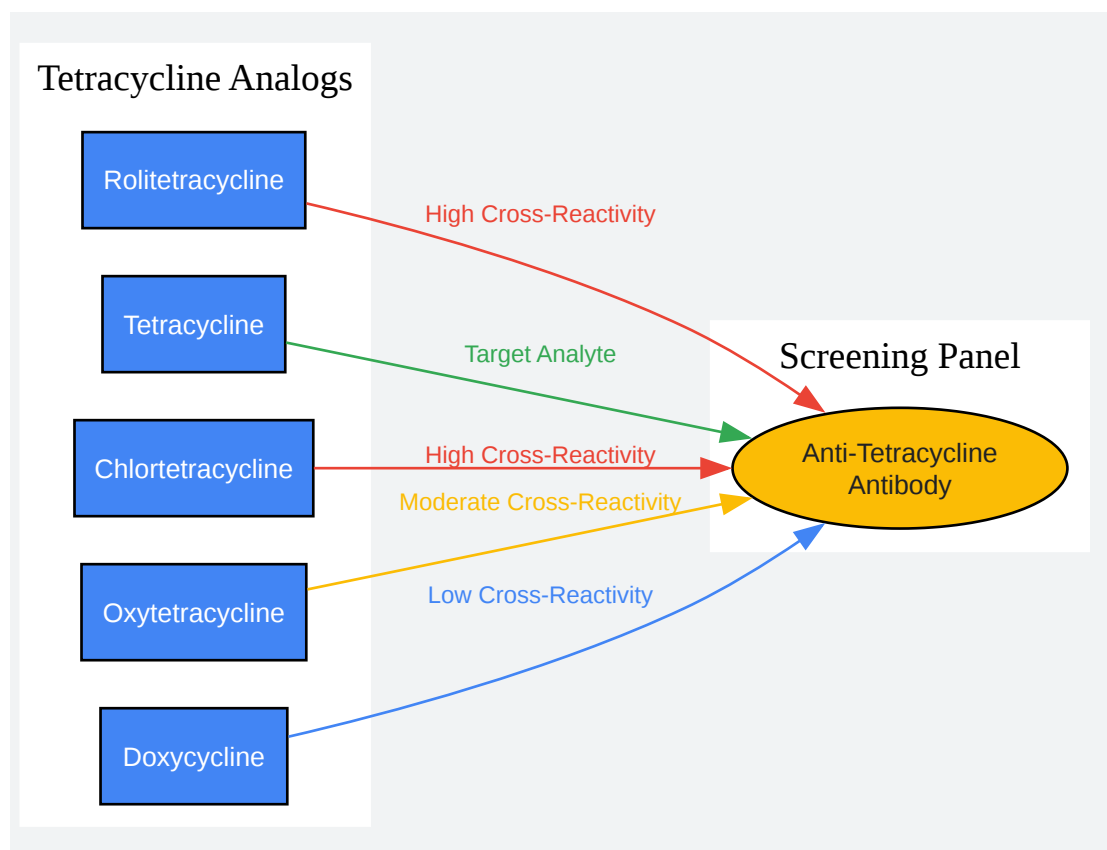 Tetracycline Analogs
Rolitetracycline
High Cross-Reactivity
Tetracycline
Target Analyte
Screening Panel
Chlortetracycline
High Cross-Reactivity
Anti-Tetracycline
Antibody
Moderate Cross-Reactivity
Oxytetracycline
Low Cross-Reactivity
Doxycycline